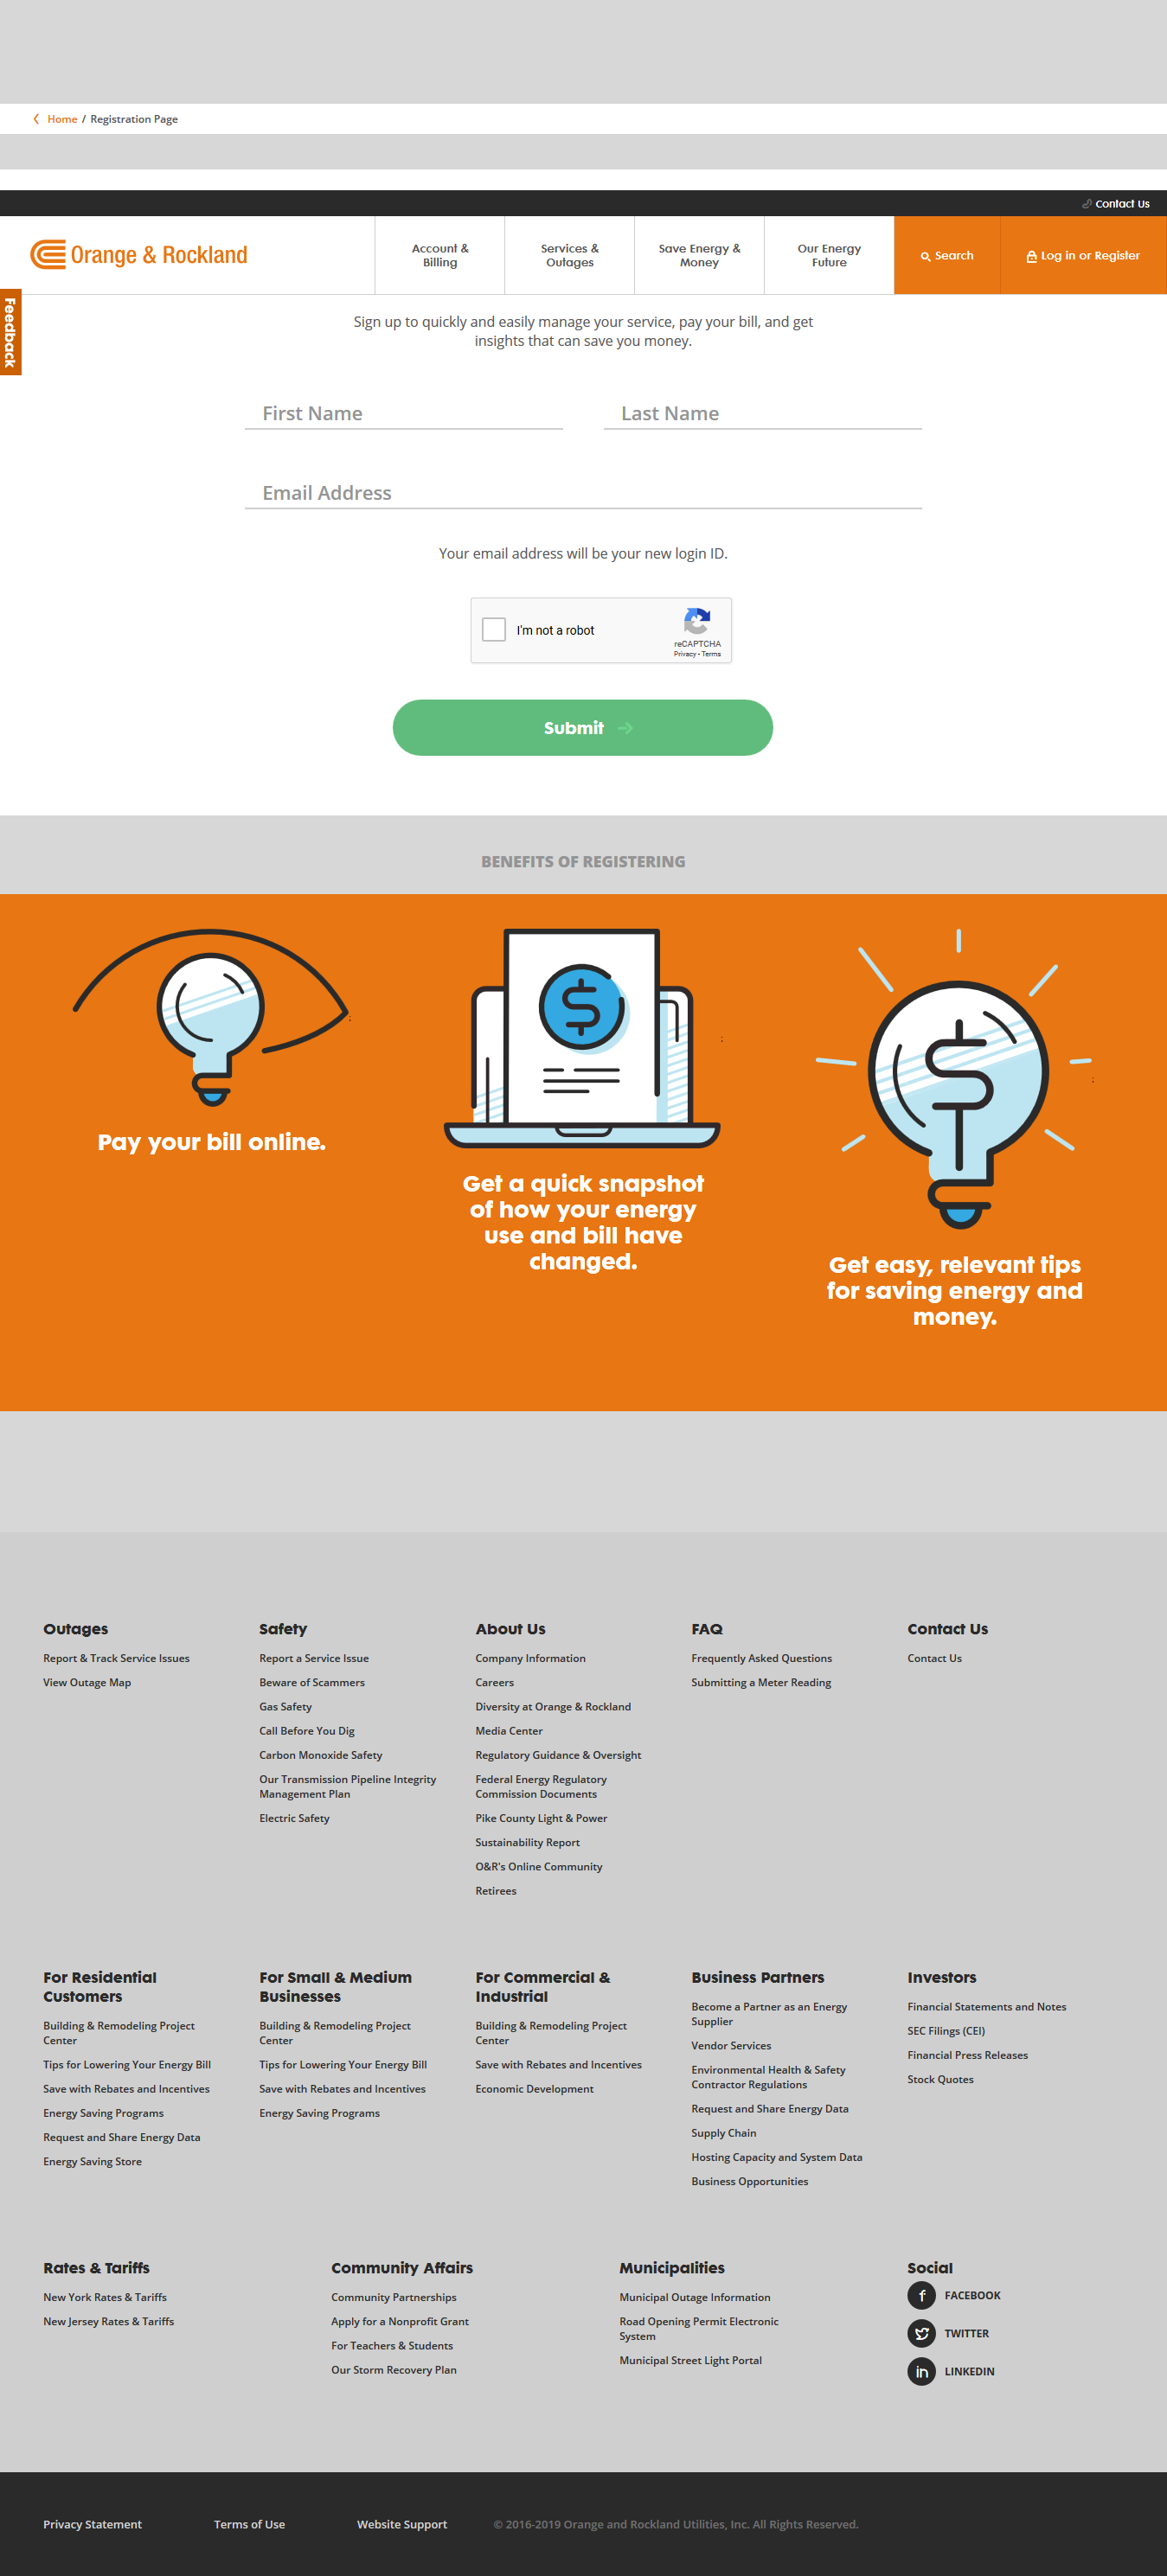 Home / Registration Page
Contact Us
Orange & Rockland
Account &
Billing
Services &
Outages
Save Energy &
Money
Our Energy
Future
Search
Log in or Register
Feedback
Sign up to quickly and easily manage your service, pay your bill, and get
insights that can save you money.
First Name
Last Name
Email Address
Your email address will be your new login ID.
I'm not a robot
reCAPTCHA
Privacy • Terms
Submit
BENEFITS OF REGISTERING
Pay your bill online.
Get a quick snapshot
of how your energy
use and bill have
changed.
Get easy, relevant tips
for saving energy and
money.
Outages
Report & Track Service Issues
View Outage Map
Safety
Report a Service Issue
Beware of Scammers
Gas Safety
Call Before You Dig
Carbon Monoxide Safety
Our Transmission Pipeline Integrity
Management Plan
Electric Safety
About Us
Company Information
Careers
Diversity at Orange & Rockland
Media Center
Regulatory Guidance & Oversight
Federal Energy Regulatory
Commission Documents
Pike County Light & Power
Sustainability Report
O&R's Online Community
Retirees
FAQ
Frequently Asked Questions
Submitting a Meter Reading
Contact Us
Contact Us
For Residential
Customers
Building & Remodeling Project
Center
Tips for Lowering Your Energy Bill
Save with Rebates and Incentives
Energy Saving Programs
Request and Share Energy Data
Energy Saving Store
For Small & Medium
Businesses
Building & Remodeling Project
Center
Tips for Lowering Your Energy Bill
Save with Rebates and Incentives
Energy Saving Programs
For Commercial &
Industrial
Building & Remodeling Project
Center
Save with Rebates and Incentives
Economic Development
Business Partners
Become a Partner as an Energy
Supplier
Vendor Services
Environmental Health & Safety
Contractor Regulations
Request and Share Energy Data
Supply Chain
Hosting Capacity and System Data
Business Opportunities
Investors
Financial Statements and Notes
SEC Filings (CEI)
Financial Press Releases
Stock Quotes
Rates & Tariffs
New York Rates & Tariffs
New Jersey Rates & Tariffs
Community Affairs
Community Partnerships
Apply for a Nonprofit Grant
For Teachers & Students
Our Storm Recovery Plan
Municipalities
Municipal Outage Information
Road Opening Permit Electronic
System
Municipal Street Light Portal
Social
FACEBOOK
TWITTER
LINKEDIN
Privacy Statement
Terms of Use
Website Support
© 2016-2019 Orange and Rockland Utilities, Inc. All Rights Reserved.